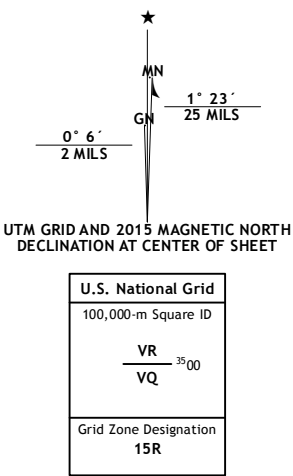 ★
MN
1° 23´
25 MILS
GN
0° 6´
2 MILS
UTM GRID AND 2015 MAGNETIC NORTH
DECLINATION AT CENTER OF SHEET
U.S. National Grid
100,000-m Square ID
VR
VQ
3500
Grid Zone Designation
15R